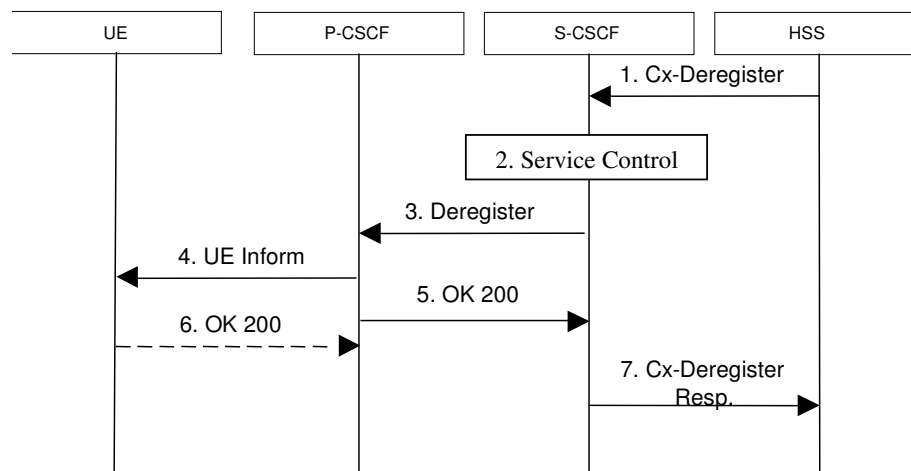 UE
P-CSCF
S-CSCF
HSS
1. Cx-Deregister
2. Service Control
3. Deregister
4. UE Inform
5. OK 200
6. OK 200
7. Cx-Deregister
Resp.